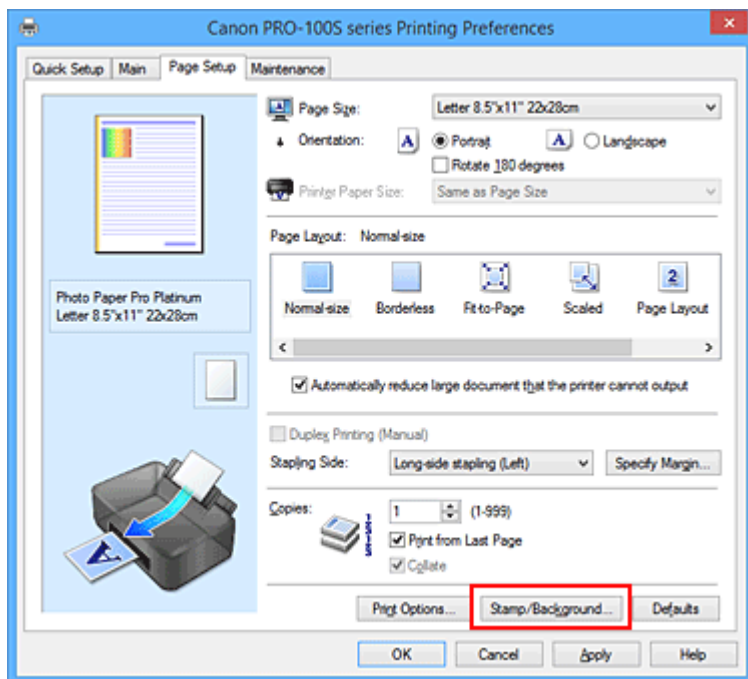 Canon PRO-100S series Printing Preferences
Quick Setup Main Page Setup Maintenance
Page Size: Letter 8.5"x11" 22x28cm
Orientation: A Portrait A Landscape
Rotate 180 degrees
Printer Paper Size: Same as Page Size
Page Layout: Normal-size
2
Normal-size Borderless Fit-to-Page Scaled Page Layout
Photo Paper Pro Platinum
Letter 8.5"x11" 22x28cm
Automatically reduce large document that the printer cannot output
Duplex Printing (Manual)
Stapling Side: Long-side stapling (Left) Specify Margin...
Copies: 1 (1-999)
Print from Last Page
Collate
A
Print Options... Stamp/Background... Defaults
OK Cancel Apply Help